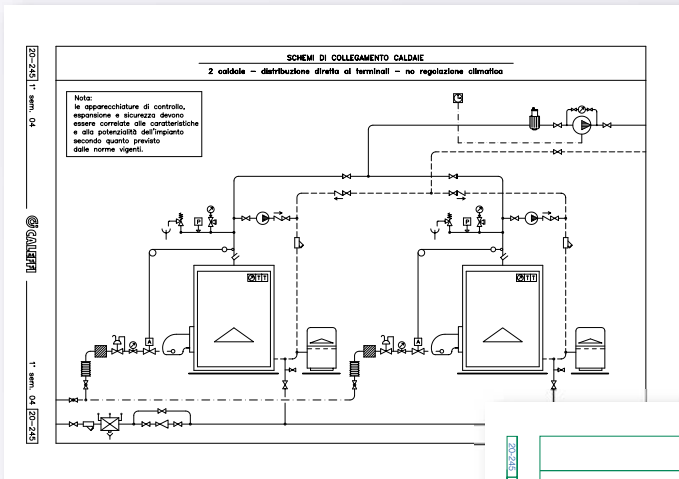 SCHEMI DI COLLEGAMENTO CALDAIE
2 caldaie – distribuzione diretta ai terminali – no regolazione climatica
Nota:
le apparecchiature di controllo,
espansione e sicurezza devono
essere correlate alle caratteristiche
e alla potenzialità dell'impianto
secondo quanto previsto
dalle norme vigenti.
20-245
1° sem. 04
CALEFFI
1° sem. 04
20-245
P
P
T T
T T
A
A
20-245